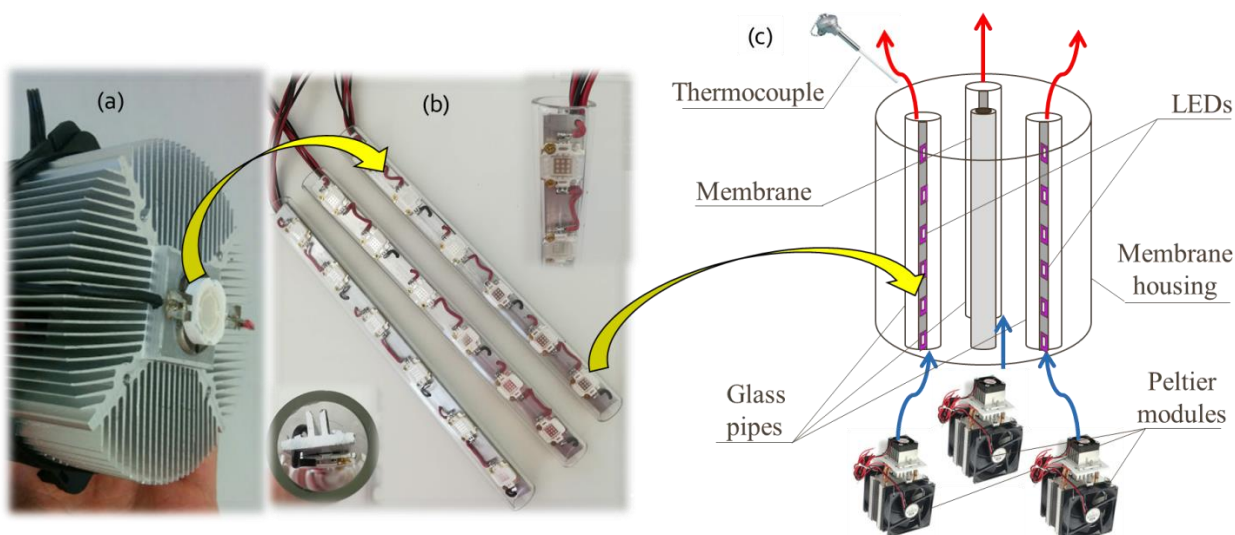 (a)
(b)
(c)
Thermocouple
LEDs
Membrane
Membrane
housing
Glass
pipes
Peltier
modules